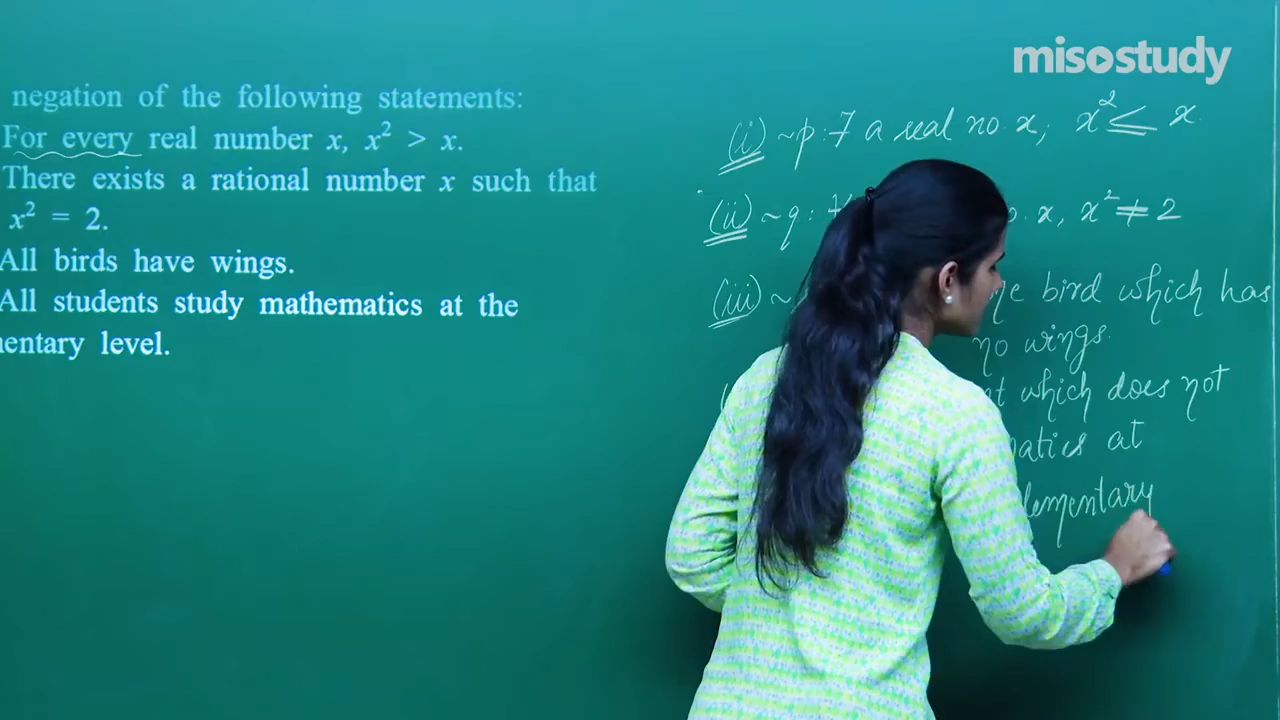 misostudy
negation of the following statements:
For every real number x, x² > x.
There exists a rational number x such that
x² = 2.
All birds have wings.
All students study mathematics at the
entary level.
(i) ~p: a real no. x; x² ≤ x.
(ii) ~q: x, x² ≠ 2
(iii) ~ bird which has
no wings.
which does not
at
lementary